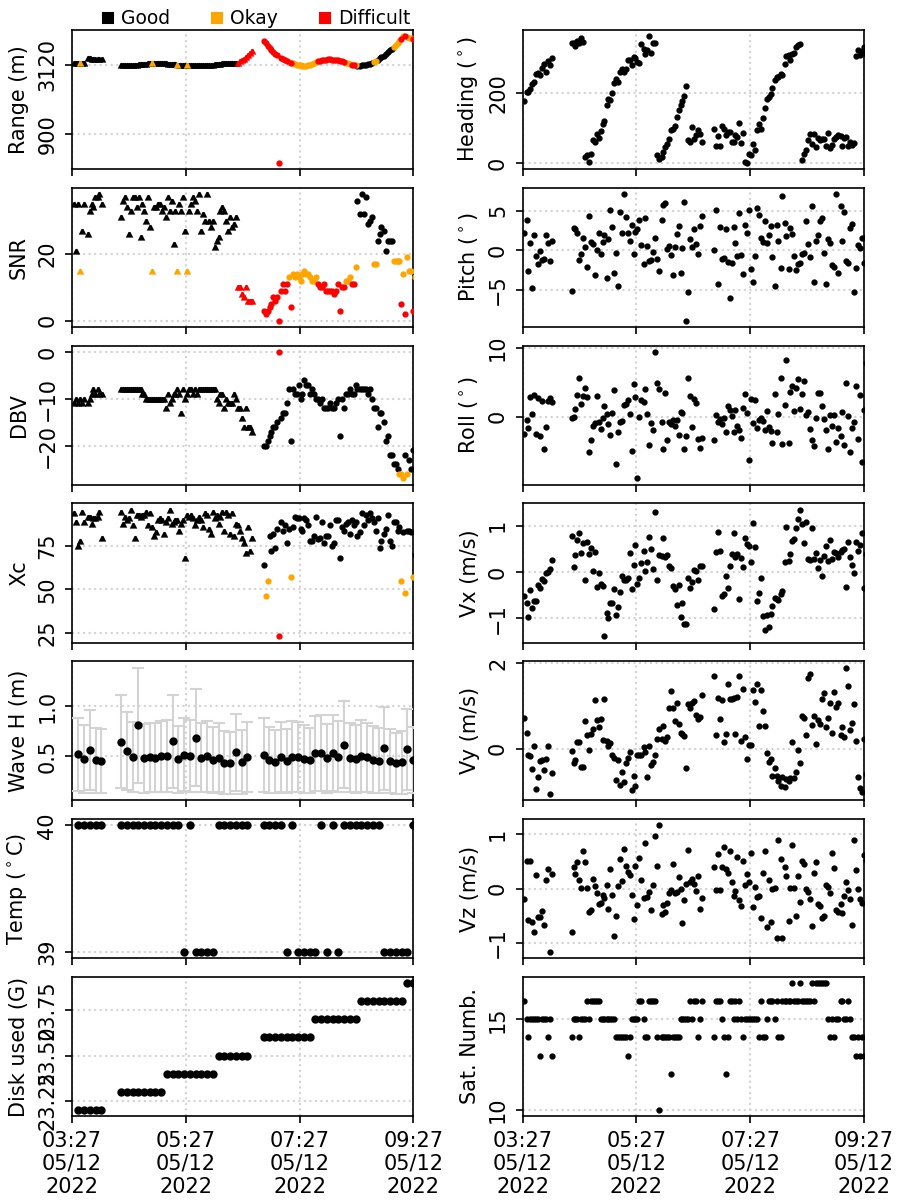 Good Okay Difficult
Range (m)
3120
900
Heading (°)
200
0
SNR
20
0
Pitch (°)
5
0
−5
DBV
0
−10
−20
Roll (°)
10
0
Xc
75
50
25
Vx (m/s)
1
0
−1
Wave H (m)
1.0
0.5
Vy (m/s)
2
0
Temp (°C)
40
39
Vz (m/s)
1
0
−1
Disk used (G)
23.75
23.50
23.25
Sat. Numb.
15
10
03:27 05:27 07:27 09:27
05/12 05/12 05/12 05/12
2022 2022 2022 2022
03:27 05:27 07:27 09:27
05/12 05/12 05/12 05/12
2022 2022 2022 2022